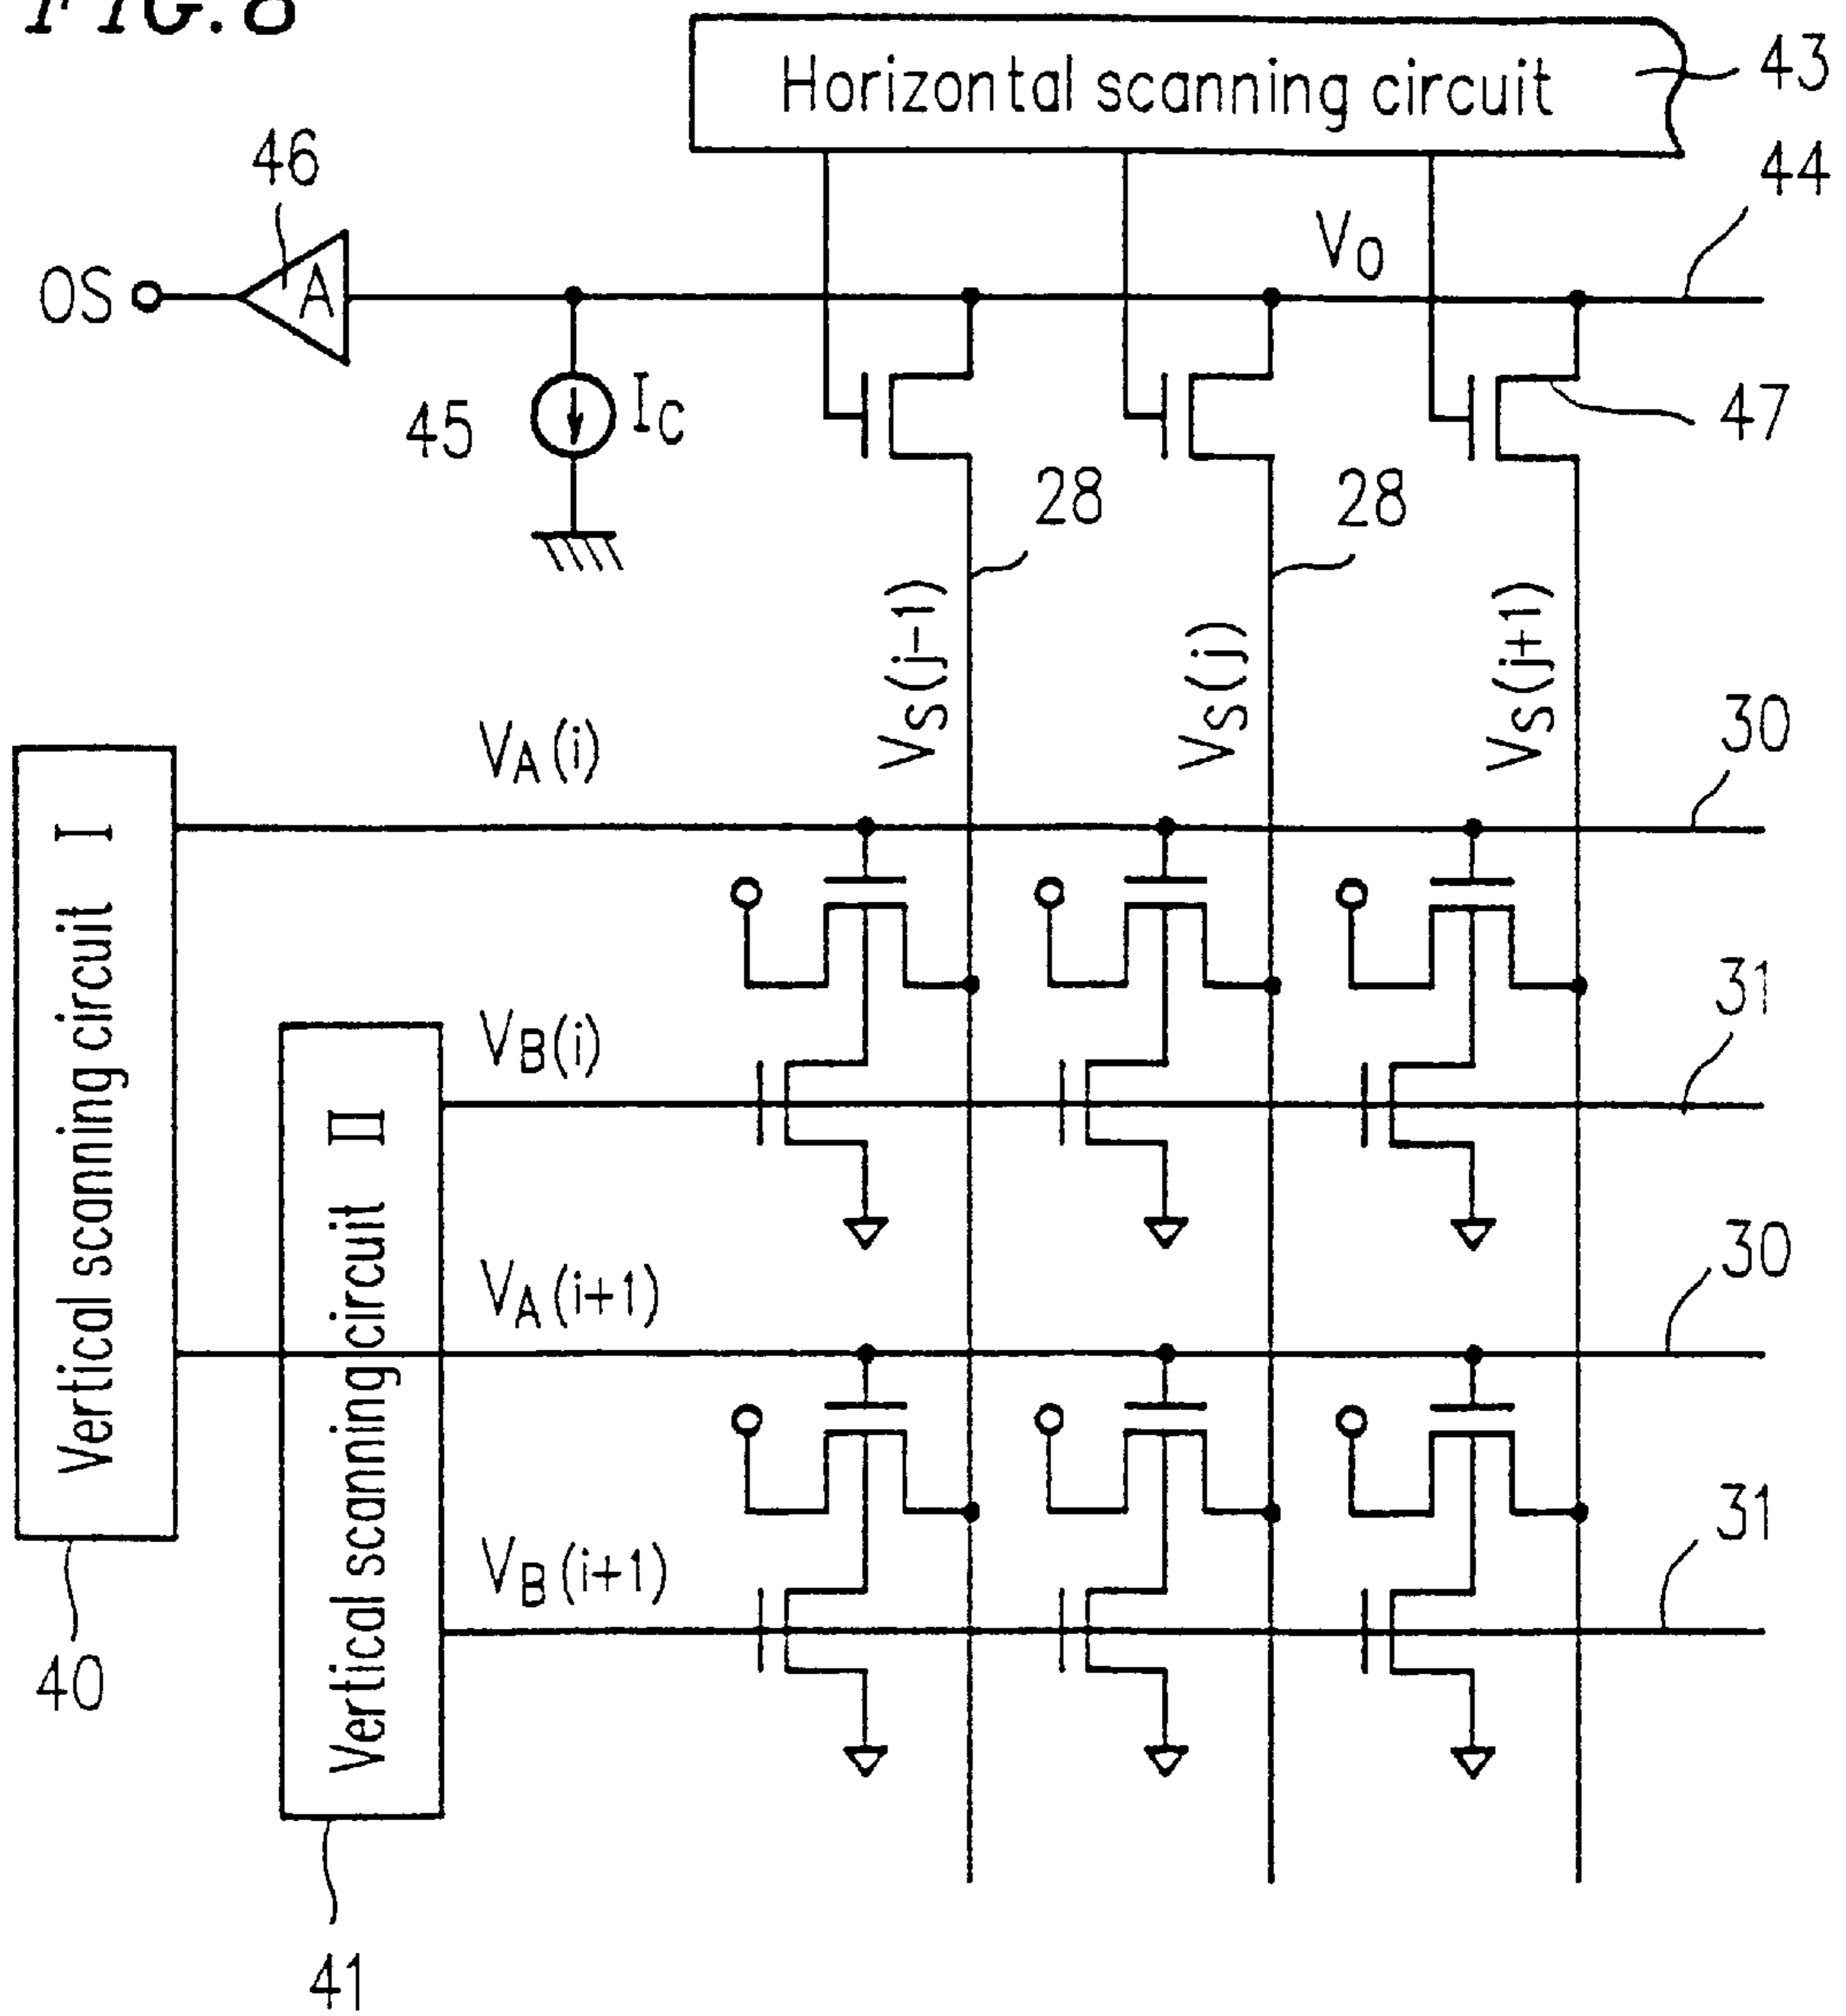 FIG. 8
Horizontal scanning circuit
43
44
46
V0
OS
A
45
IC
47
28
28
VS(j-1)
VS(j)
VS(j+1)
VA(i)
30
Vertical scanning circuit I
VB(i)
31
Vertical scanning circuit II
VA(i+1)
30
VB(i+1)
31
40
41